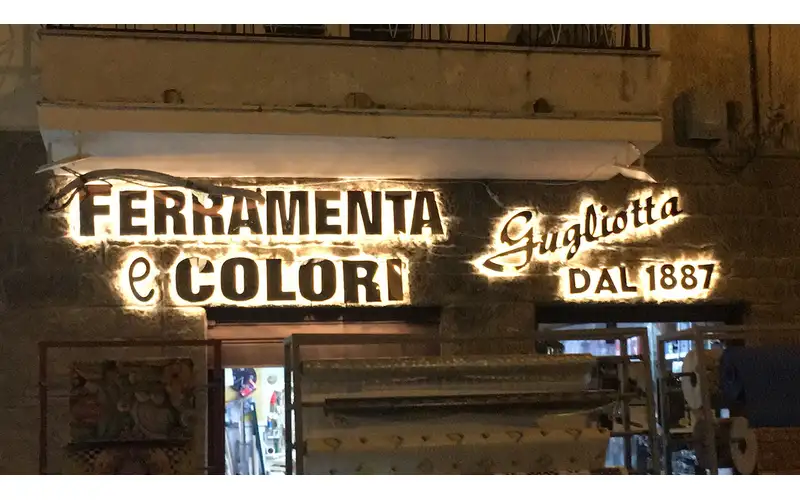 FERRAMENTA
e COLORI
Gugliotta
DAL 1887